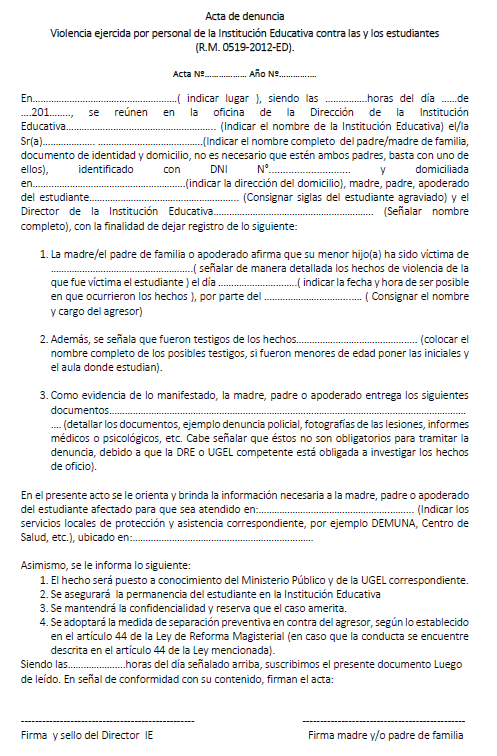 Acta de denuncia
Violencia ejercida por personal de la Institución Educativa contra las y los estudiantes
(R.M. 0519-2012-ED).
Acta Nº................. Año Nº...............
En......................................................( indicar lugar ), siendo las ................horas del día ......de
....201........, se reúnen en la oficina de la Dirección de la Institución
Educativa........................................................ (Indicar el nombre de la Institución Educativa) el/la
Sr(a).................... .......................................(Indicar el nombre completo del padre/madre de familia,
documento de identidad y domicilio, no es necesario que estén ambos padres, basta con uno de
ellos), identificado con DNI N°............................... y domiciliada
en.........................................................(indicar la dirección del domicilio), madre, padre, apoderado
del estudiante........................................................ (Consignar siglas del estudiante agraviado) y el
Director de la Institución Educativa............................................................ (Señalar nombre
completo), con la finalidad de dejar registro de lo siguiente:
1. La madre/el padre de familia o apoderado afirma que su menor hijo(a) ha sido víctima de
.....................................................( señalar de manera detallada los hechos de violencia de la
que fue víctima el estudiante ) el día ..............................( indicar la fecha y hora de ser posible
en que ocurrieron los hechos ), por parte del ..................................... ( Consignar el nombre
y cargo del agresor)
2. Además, se señala que fueron testigos de los hechos.............................................. (colocar el
nombre completo de los posibles testigos, si fueron menores de edad poner las iniciales y
el aula donde estudian).
3. Como evidencia de lo manifestado, la madre, padre o apoderado entrega los siguientes
documentos.......................................................................................................................................
.... (detallar los documentos, ejemplo denuncia policial, fotografías de las lesiones, informes
médicos o psicológicos, etc. Cabe señalar que éstos no son obligatorios para tramitar la
denuncia, debido a que la DRE o UGEL competente está obligada a investigar los hechos
de oficio).
En el presente acto se le orienta y brinda la información necesaria a la madre, padre o apoderado
del estudiante afectado para que sea atendido en:........................................................... (Indicar los
servicios locales de protección y asistencia correspondiente, por ejemplo DEMUNA, Centro de
Salud, etc.), ubicado en:....................................................................
Asimismo, se le informa lo siguiente:
1. El hecho será puesto a conocimiento del Ministerio Público y de la UGEL correspondiente.
2. Se asegurará la permanencia del estudiante en la Institución Educativa
3. Se mantendrá la confidencialidad y reserva que el caso amerita.
4. Se adoptará la medida de separación preventiva en contra del agresor, según lo establecido
en el artículo 44 de la Ley de Reforma Magisterial (en caso que la conducta se encuentre
descrita en el artículo 44 de la Ley mencionada).
Siendo las......................horas del día señalado arriba, suscribimos el presente documento Luego
de leído. En señal de conformidad con su contenido, firman el acta:
------------------------------------------------ ---------------------------------------------
Firma y sello del Director IE Firma madre y/o padre de familia